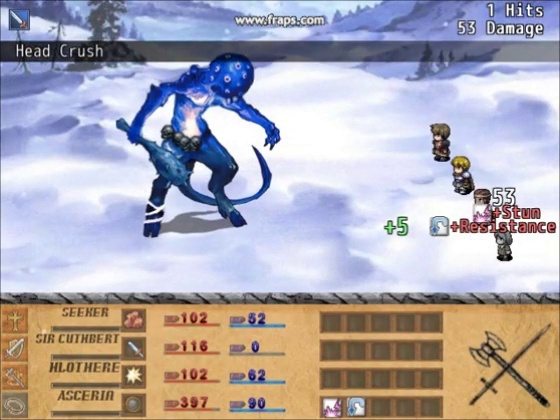 www.fraps.com
1 Hits
53 Damage
Head Crush
53
+Stun
+5
+Resistance
SEEKER 102 52
SIR CUTHBERT 116 0
HLOTHERE 102 62
ASCERIA 397 90